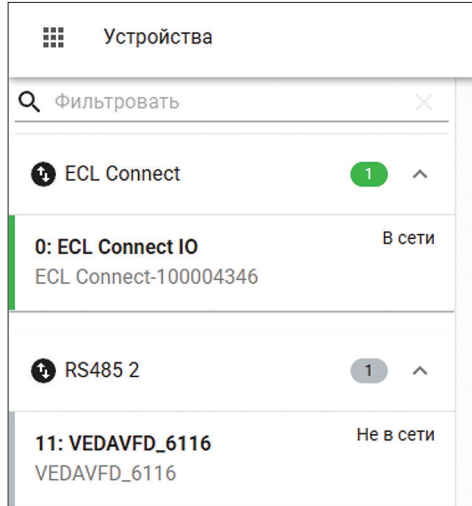 Устройства
Фильтровать
ECL Connect 1
0: ECL Connect IO В сети
ECL Connect-100004346
RS485 2 1
11: VEDAVFD_6116 Не в сети
VEDAVFD_6116